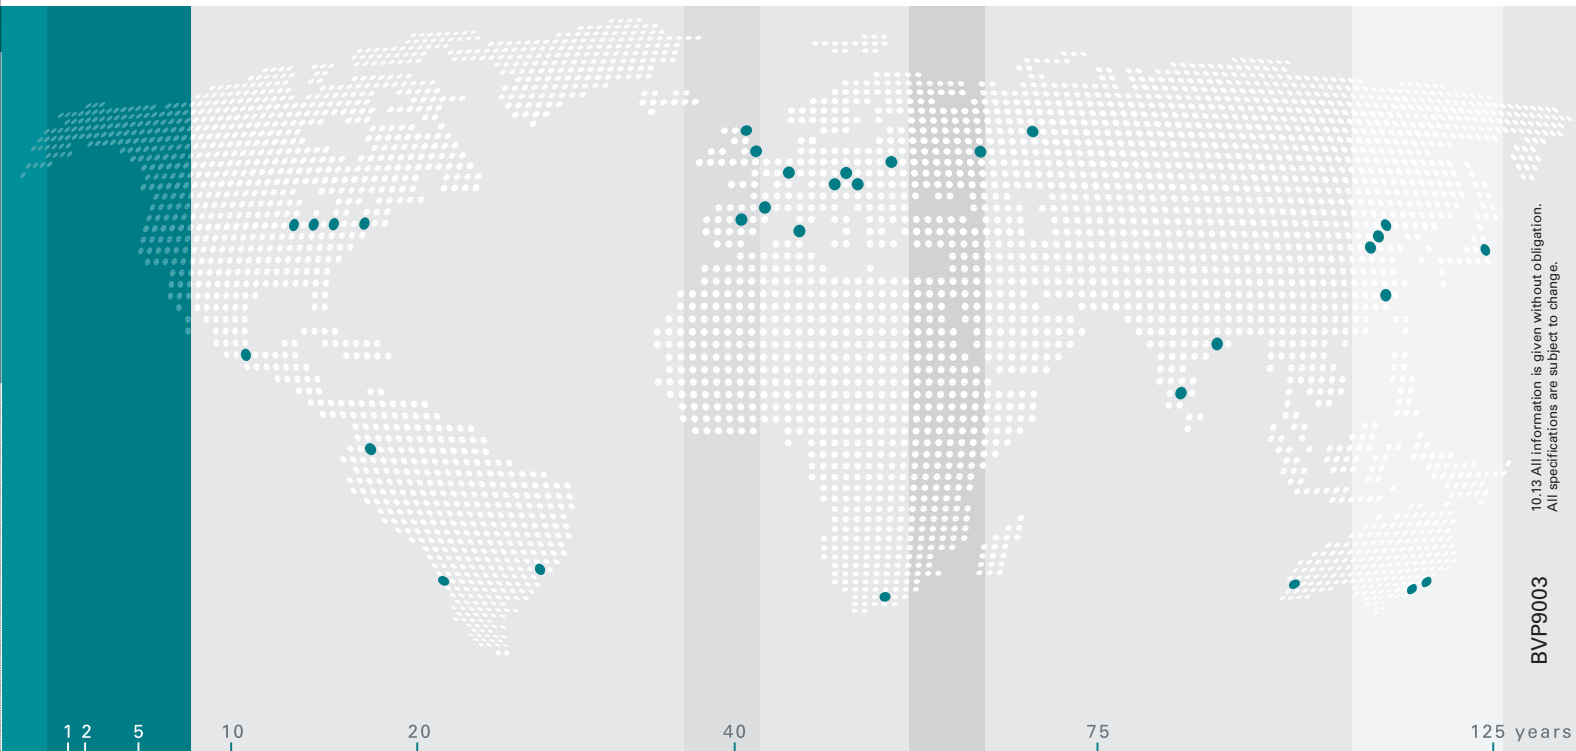 10.13 All information is given without obligation.
All specifications are subject to change.
BVP9003
1 2 5 10 20 40 75 125 years